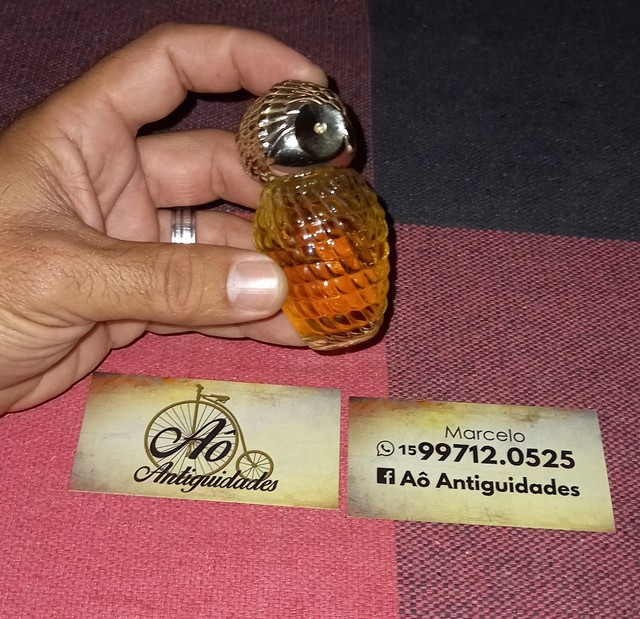 Aô
Antiguidades
Marcelo
15 99712.0525
Aô Antiguidades